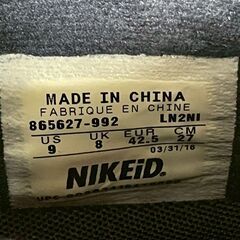 MADE IN CHINA
FABRIQUE EN CHINE
865627-992 LN2NI
US UK EUR CM
9 8 42.5 27
03/31/16
NIKEiD.